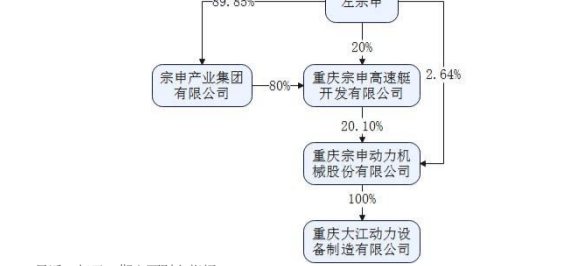 89.85%
左宗申
20%
2.64%
宗申产业集团
有限公司
80%
重庆宗申高速艇
开发有限公司
20.10%
重庆宗申动力机
械股份有限公司
100%
重庆大江动力设
备制造有限公司